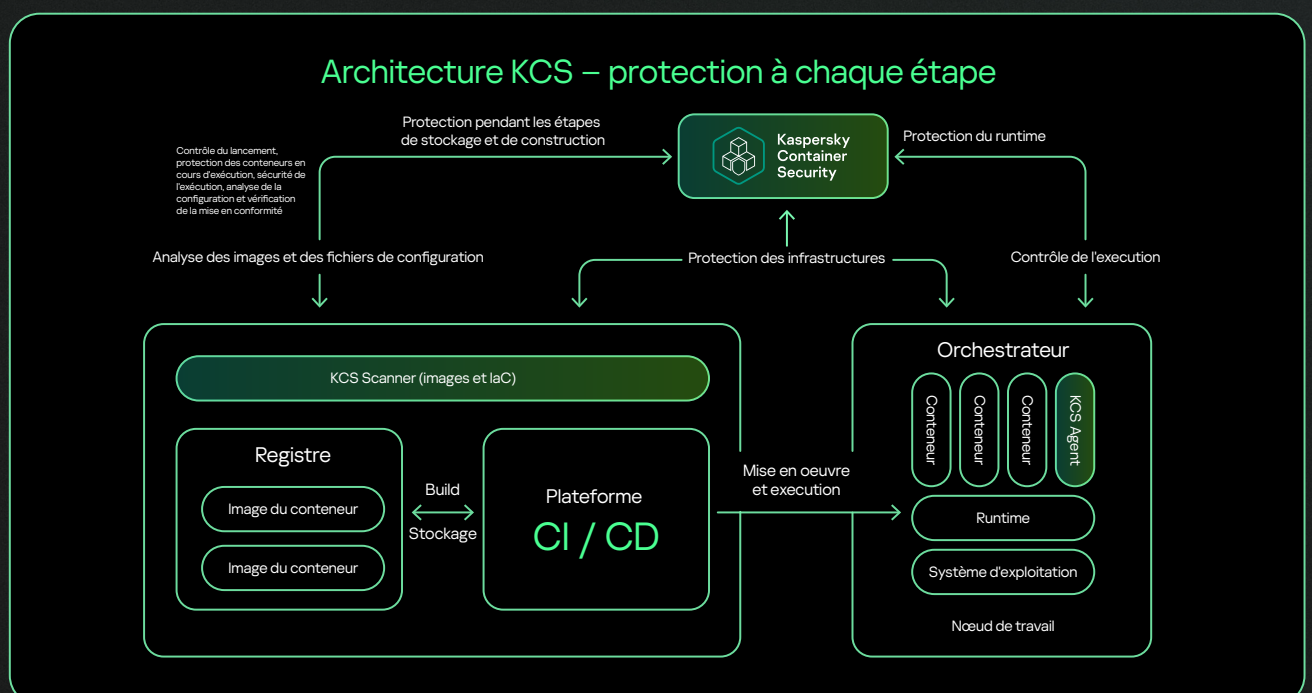 Architecture KCS – protection à chaque étape
Protection pendant les étapes
de stockage et de construction
Kaspersky
Container
Security
Protection du runtime
Contrôle du lancement,
protection des conteneurs en
cours d'exécution, sécurité de
l'exécution, analyse de la
configuration et vérification
de la mise en conformité
Analyse des images et des fichiers de configuration
Protection des infrastructures
Contrôle de l'execution
KCS Scanner (images et IaC)
Registre
Image du conteneur
Image du conteneur
Build
Stockage
Plateforme
CI / CD
Mise en oeuvre
et execution
Orchestrateur
Conteneur
Conteneur
Conteneur
KCS Agent
Runtime
Système d'exploitation
Nœud de travail